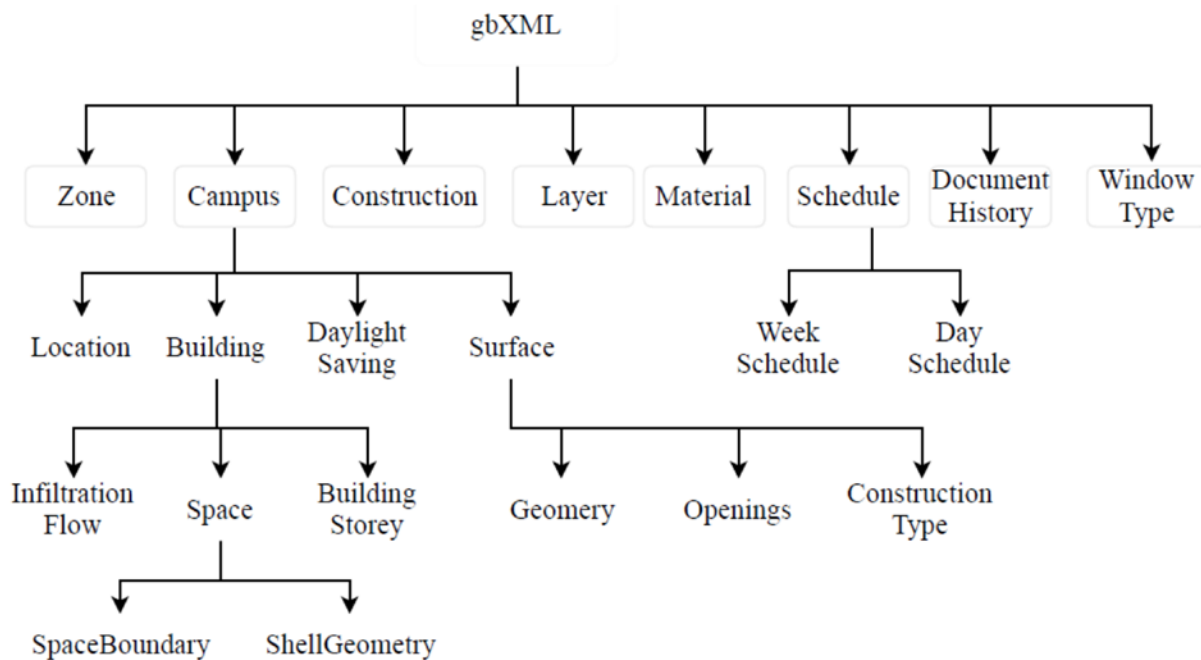 gbXML
Zone
Campus
Construction
Layer
Material
Schedule
Document
History
Window
Type
Location
Building
Daylight
Saving
Surface
Week
Schedule
Day
Schedule
Infiltration
Flow
Space
Building
Storey
Geomery
Openings
Construction
Type
SpaceBoundary
ShellGeometry